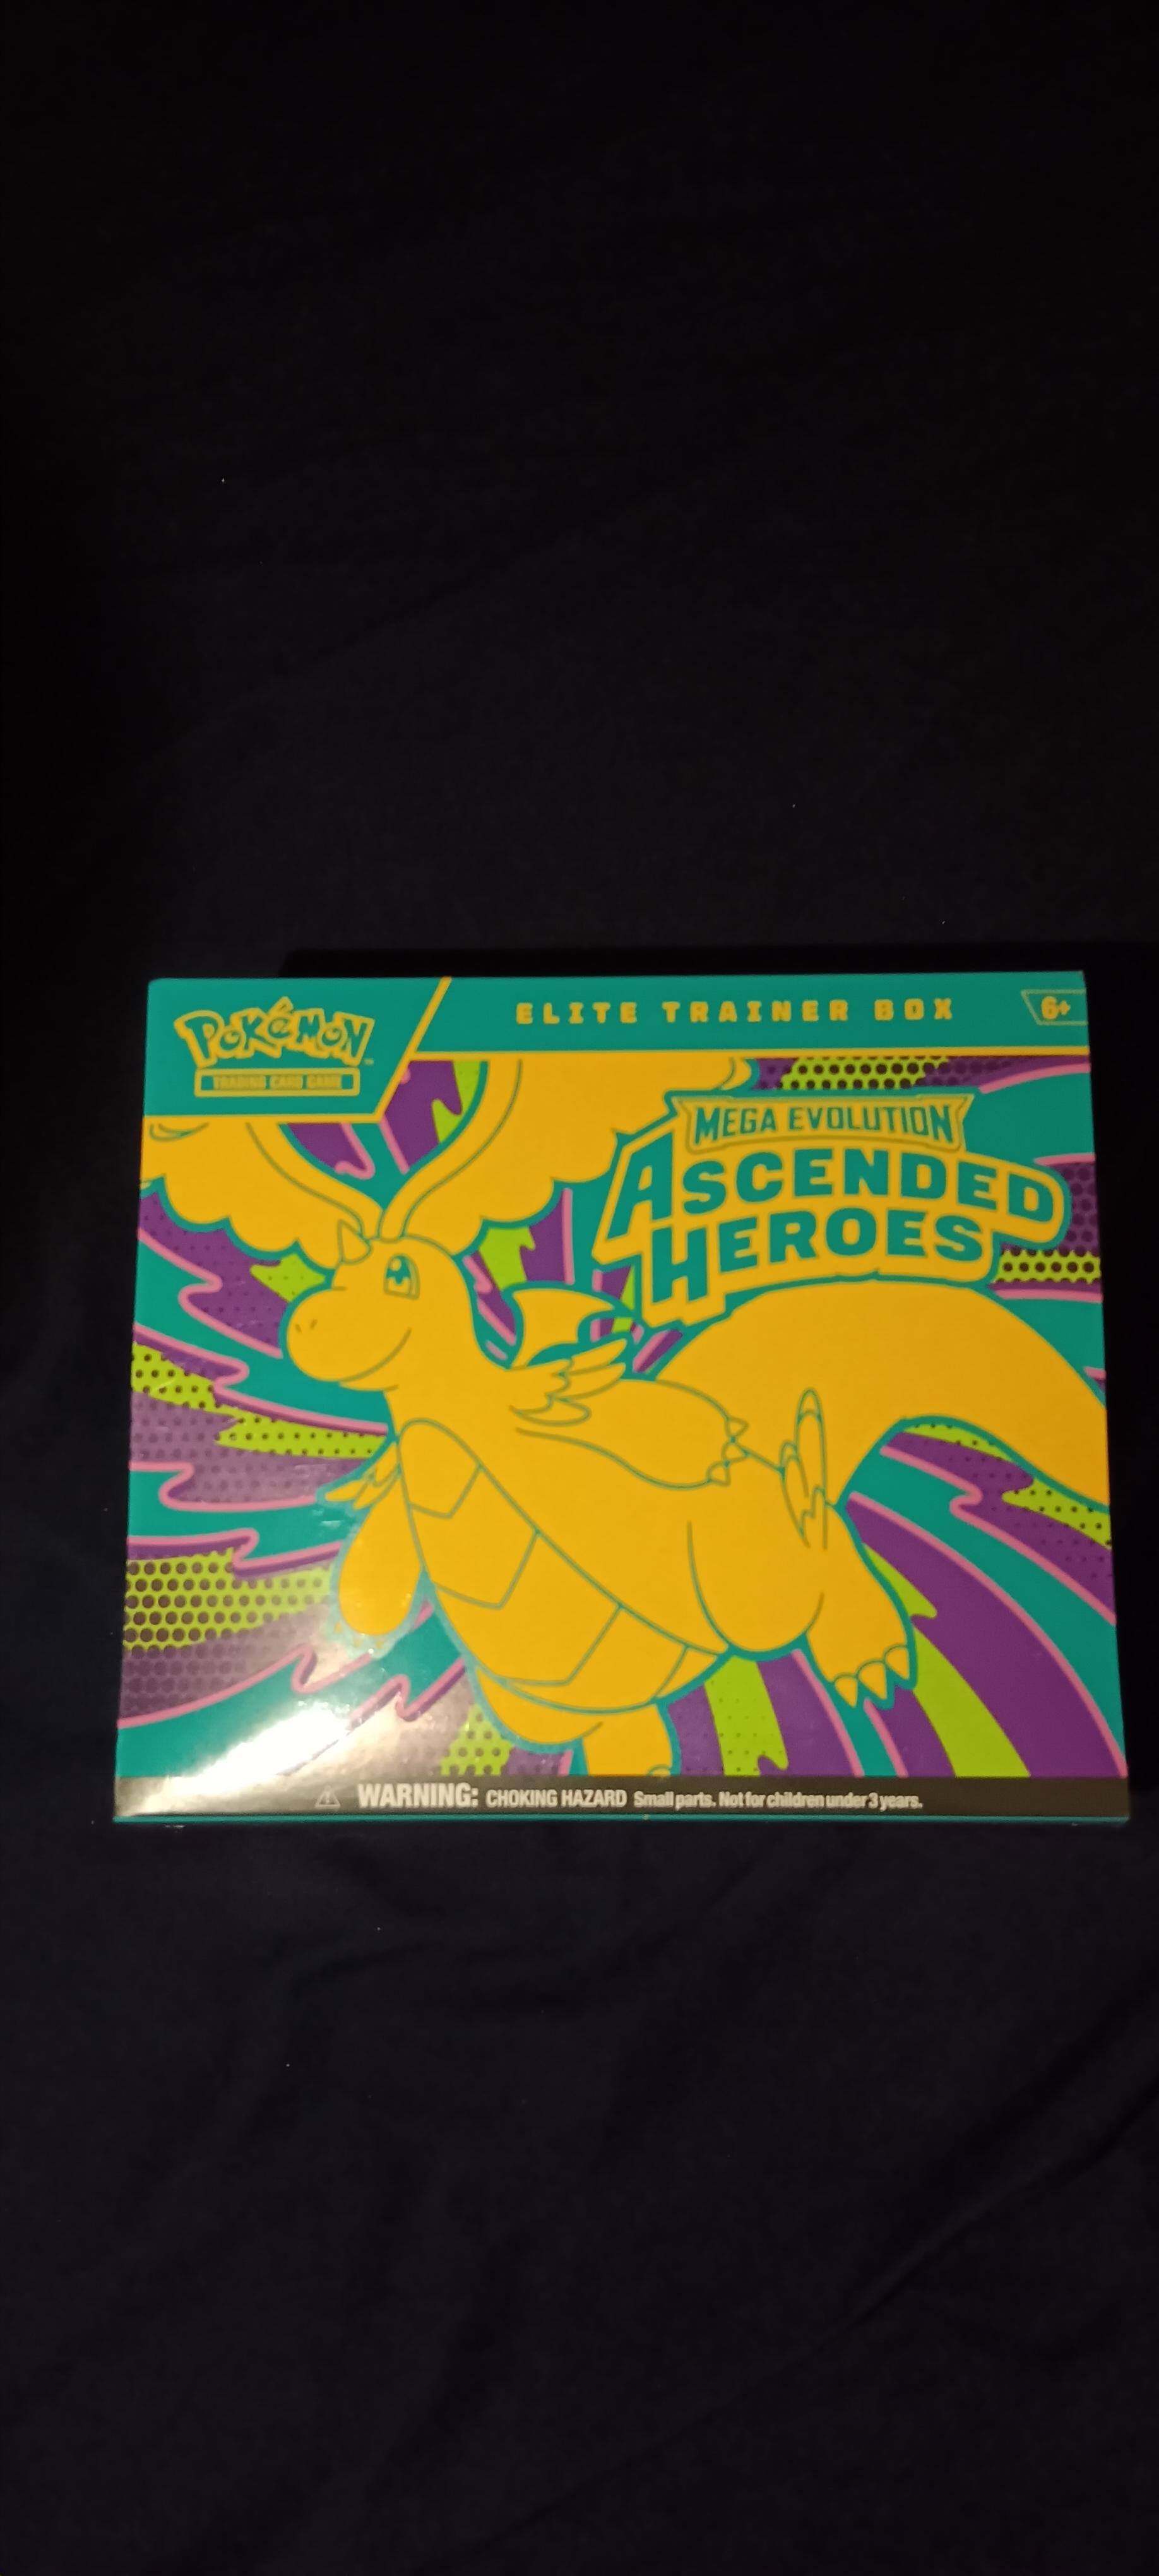 POKéMON
TRADING CARD GAME
ELITE TRAINER BOX
6+
MEGA EVOLUTION
ASCENDED
HEROES
WARNING: CHOKING HAZARD Small parts. Not for children under 3 years.